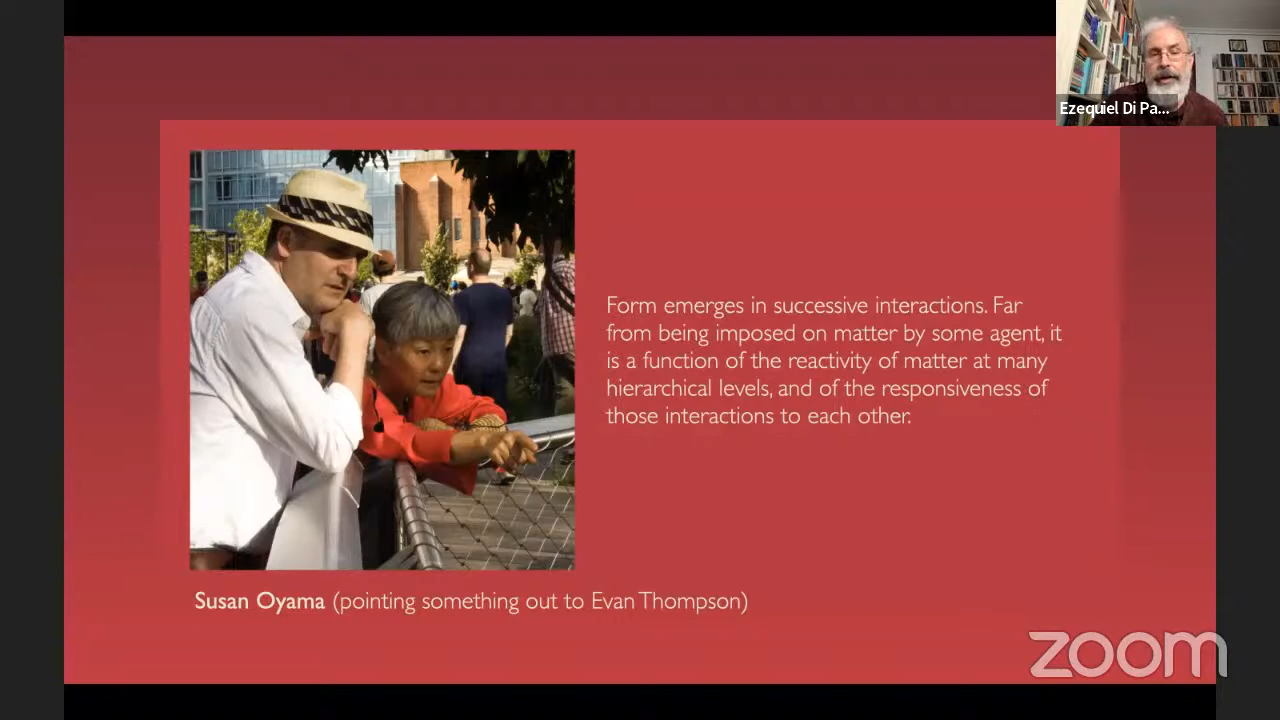 Ezequiel Di Pa...
Form emerges in successive interactions. Far
from being imposed on matter by some agent, it
is a function of the reactivity of matter at many
hierarchical levels, and of the responsiveness of
those interactions to each other.
Susan Oyama (pointing something out to Evan Thompson)
zoom